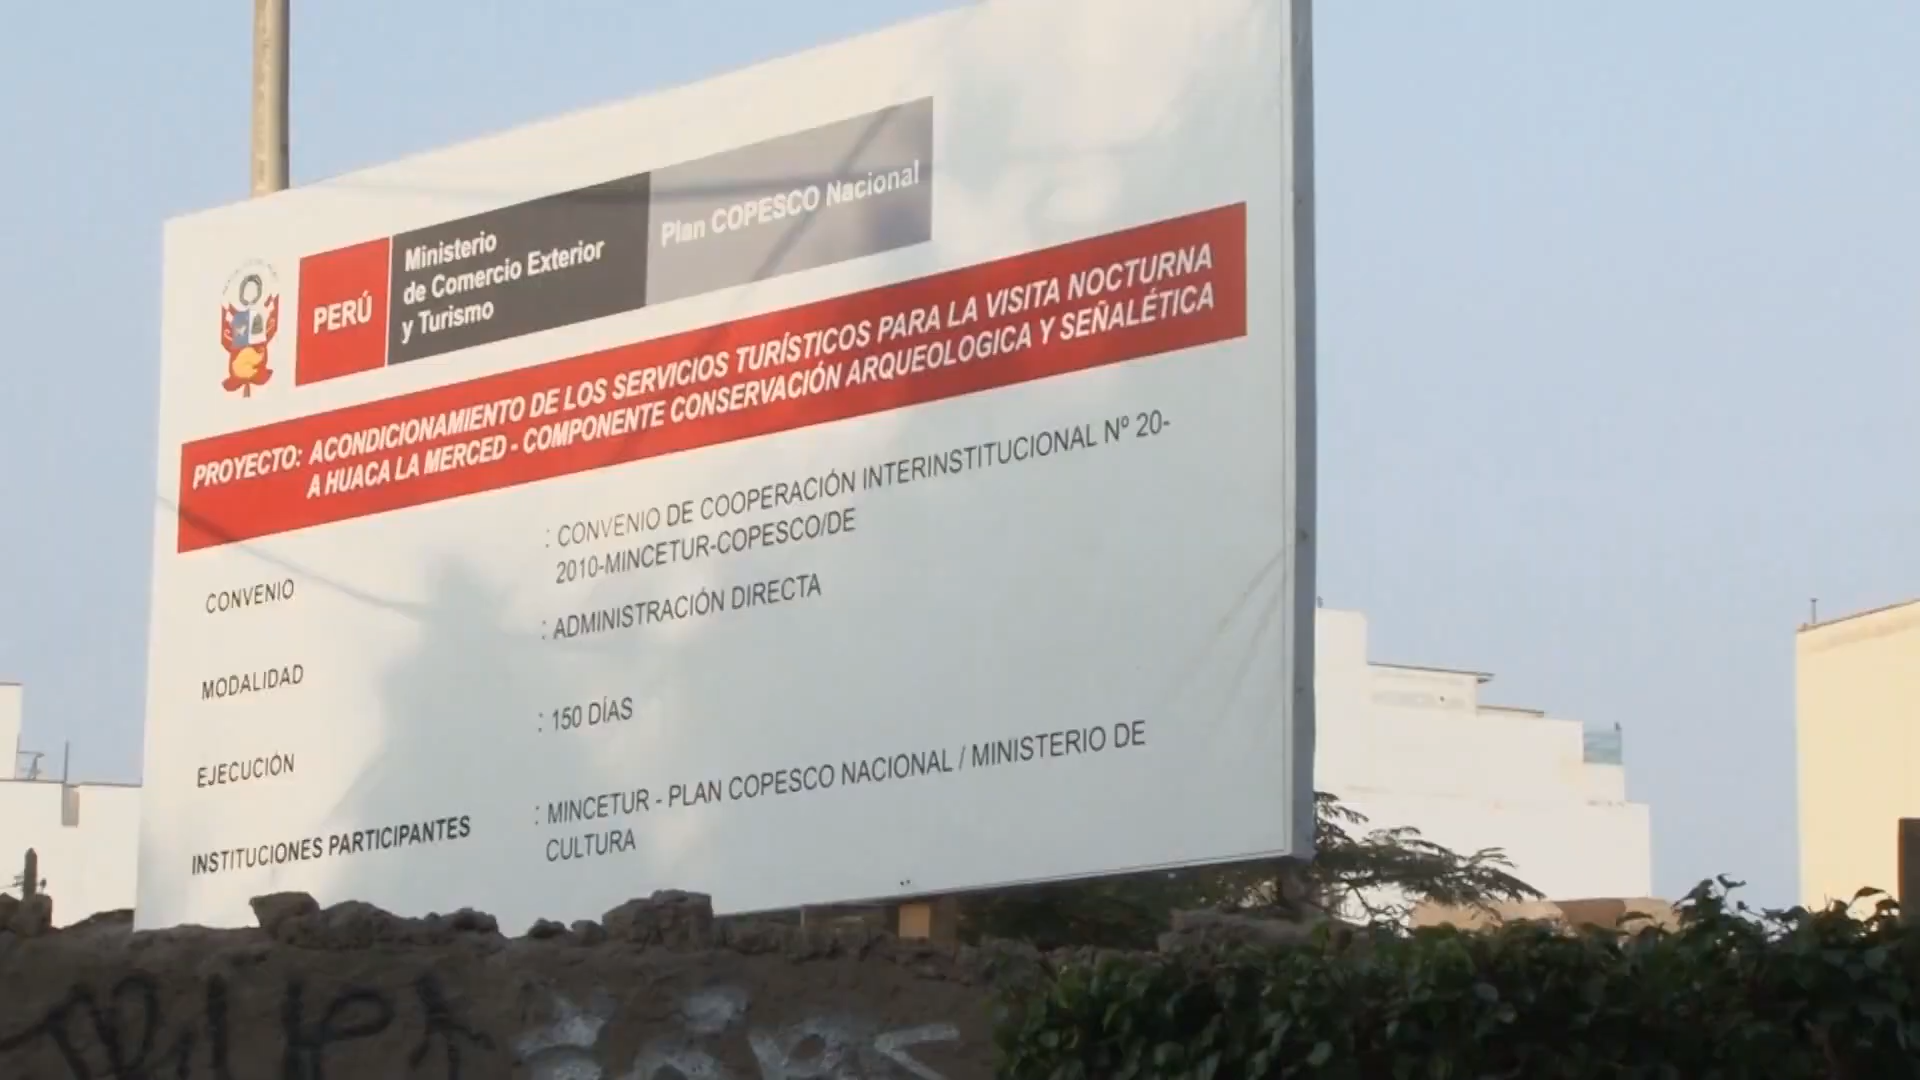 PERÚ
Ministerio
de Comercio Exterior
y Turismo
Plan COPESCO Nacional
PROYECTO: ACONDICIONAMIENTO DE LOS SERVICIOS TURÍSTICOS PARA LA VISITA NOCTURNA
A HUACA LA MERCED - COMPONENTE CONSERVACIÓN ARQUEOLOGICA Y SEÑALÉTICA
CONVENIO : CONVENIO DE COOPERACIÓN INTERINSTITUCIONAL Nº 20-
2010-MINCETUR-COPESCO/DE
MODALIDAD : ADMINISTRACIÓN DIRECTA
EJECUCIÓN : 150 DÍAS
INSTITUCIONES PARTICIPANTES : MINCETUR - PLAN COPESCO NACIONAL / MINISTERIO DE
CULTURA